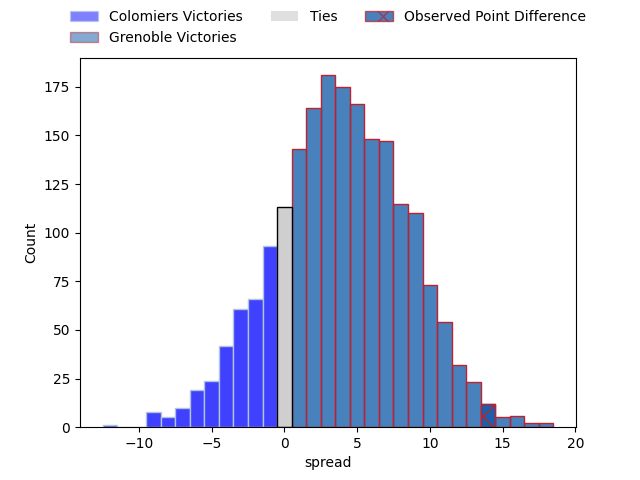 Colomiers Victories
Ties
Observed Point Difference
Grenoble Victories
175
150
125
100
75
50
25
0
Count
−10
−5
0
5
10
15
20
spread